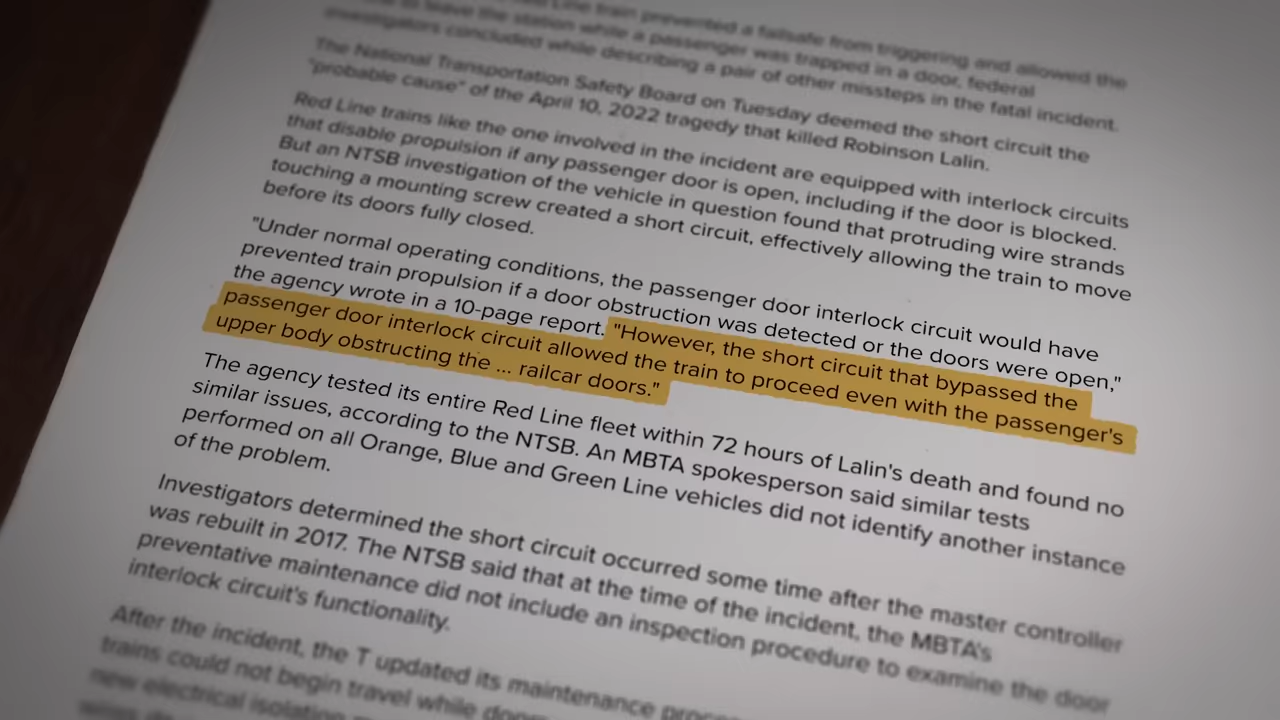 Line train prevented a failsafe from triggering and allowed the
to leave the station while a passenger was trapped in a door, federal
investigators concluded while describing a pair of other missteps in the fatal incident.
The National Transportation Safety Board on Tuesday deemed the short circuit the
"probable cause" of the April 10, 2022 tragedy that killed Robinson Lalin.
Red Line trains like the one involved in the incident are equipped with interlock circuits
that disable propulsion if any passenger door is open, including if the door is blocked.
But an NTSB investigation of the vehicle in question found that protruding wire strands
touching a mounting screw created a short circuit, effectively allowing the train to move
before its doors fully closed.
"Under normal operating conditions, the passenger door interlock circuit would have
prevented train propulsion if a door obstruction was detected or the doors were open,"
the agency wrote in a 10-page report. "However, the short circuit that bypassed the
passenger door interlock circuit allowed the train to proceed even with the passenger's
upper body obstructing the ... railcar doors."
The agency tested its entire Red Line fleet within 72 hours of Lalin's death and found no
similar issues, according to the NTSB. An MBTA spokesperson said similar tests
performed on all Orange, Blue and Green Line vehicles did not identify another instance
of the problem.
Investigators determined the short circuit occurred some time after the master controller
was rebuilt in 2017. The NTSB said that at the time of the incident, the MBTA's
preventative maintenance did not include an inspection procedure to examine the door
interlock circuit's functionality.
After the incident, the T updated its maintenance
trains could not begin travel while
new electrical isolation